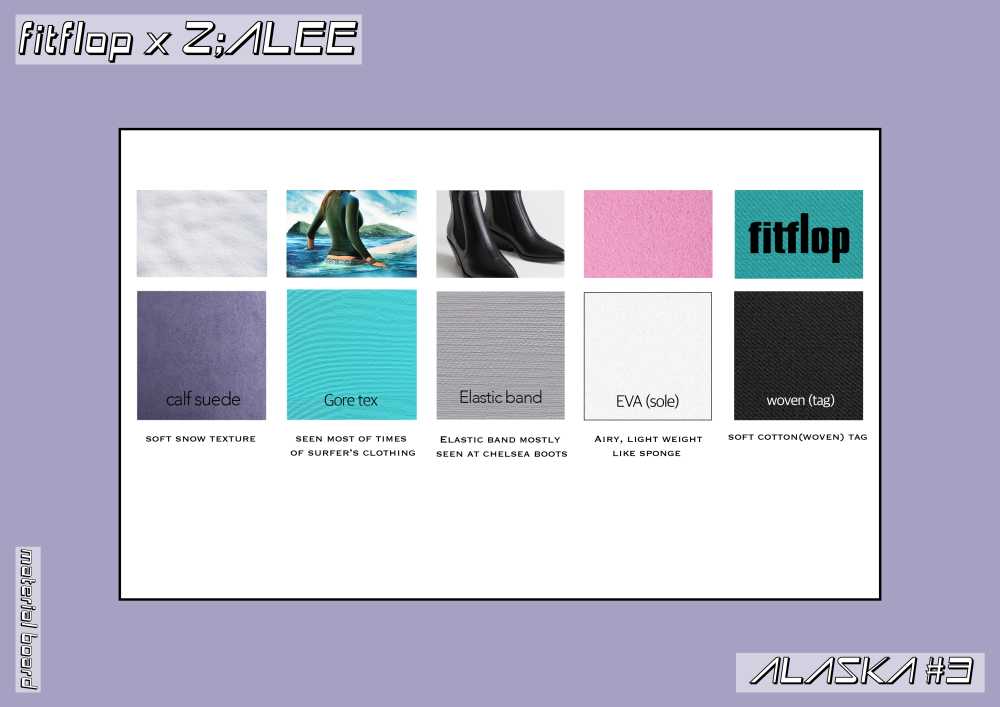 fitflop x Z;ALEE
fitflop
calf suede
Gore tex
Elastic band
EVA (sole)
woven (tag)
SOFT SNOW TEXTURE
SEEN MOST OF TIMES
OF SURFER'S CLOTHING
ELASTIC BAND MOSTLY
SEEN AT CHELSEA BOOTS
AIRY, LIGHT WEIGHT
LIKE SPONGE
SOFT COTTON(WOVEN) TAG
material board
ALASKA #3